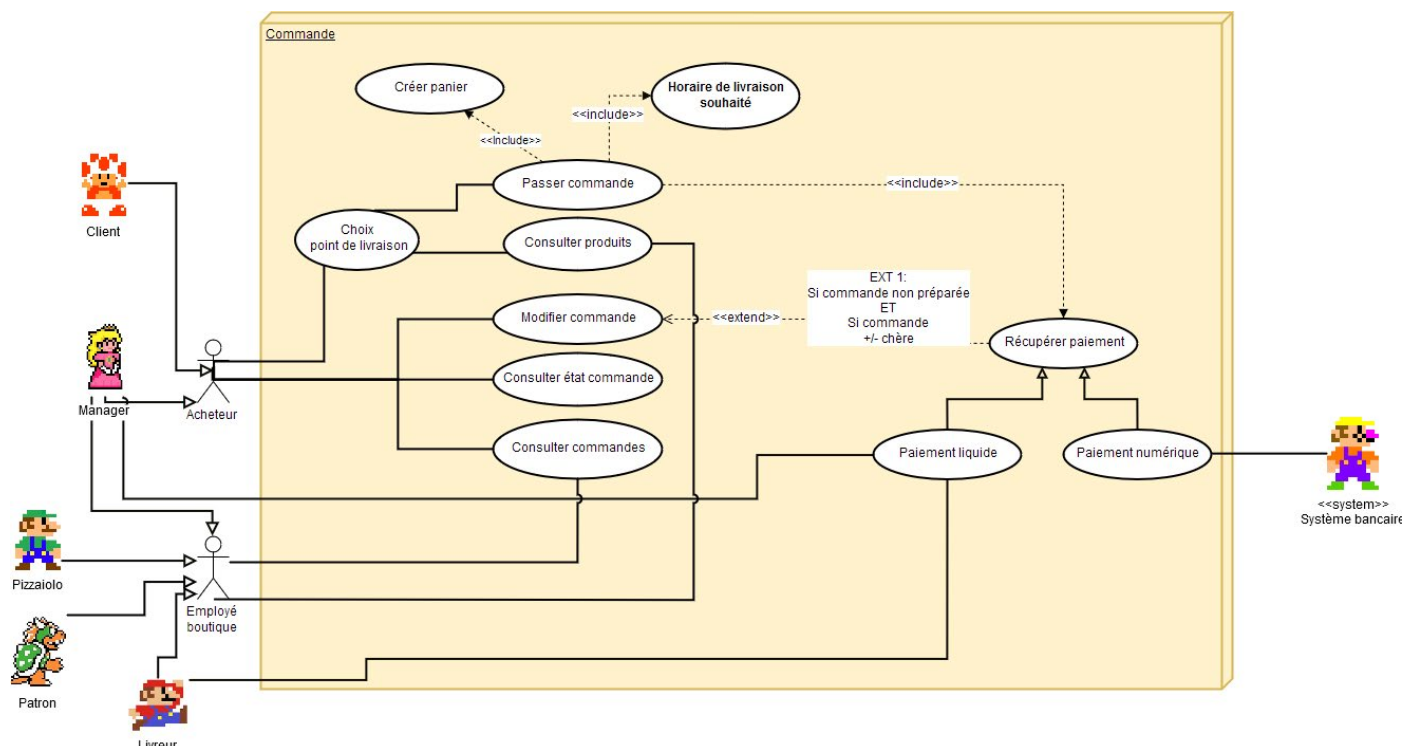 Commande
Créer panier
Horaire de livraison
souhaité
<<include>>
<<include>>
Passer commande
<<include>>
Client
Choix
point de livraison
Consulter produits
EXT 1:
Si commande non préparée
ET
Si commande
+/- chère
<<extend>>
Modifier commande
Récupérer paiement
Consulter état commande
Manager
Acheteur
Consulter commandes
Paiement liquide
Paiement numérique
<<system>>
Système bancaire
Pizzaiolo
Employé
boutique
Patron
Livreur